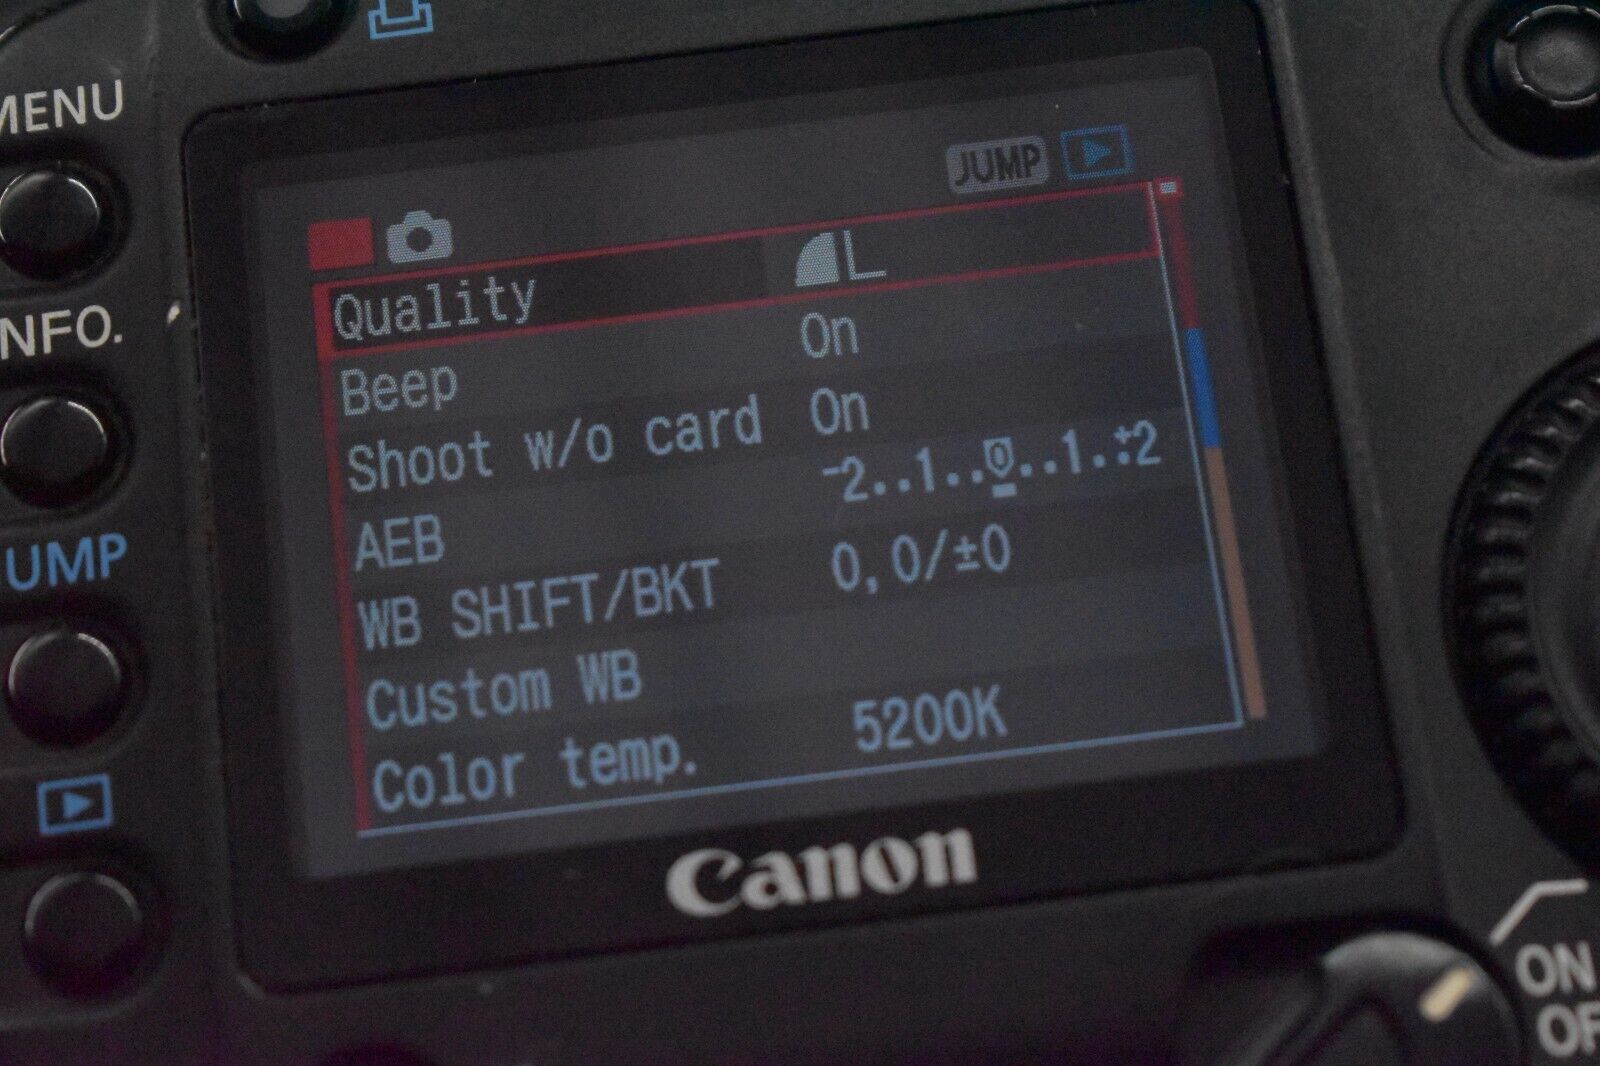 MENU
JUMP
L
Quality
INFO.
Beep On
Shoot w/o card On
AEB -2..1..0..1..+2
JUMP
WB SHIFT/BKT 0,0/±0
Custom WB
Color temp. 5200K
Canon
ON
OF